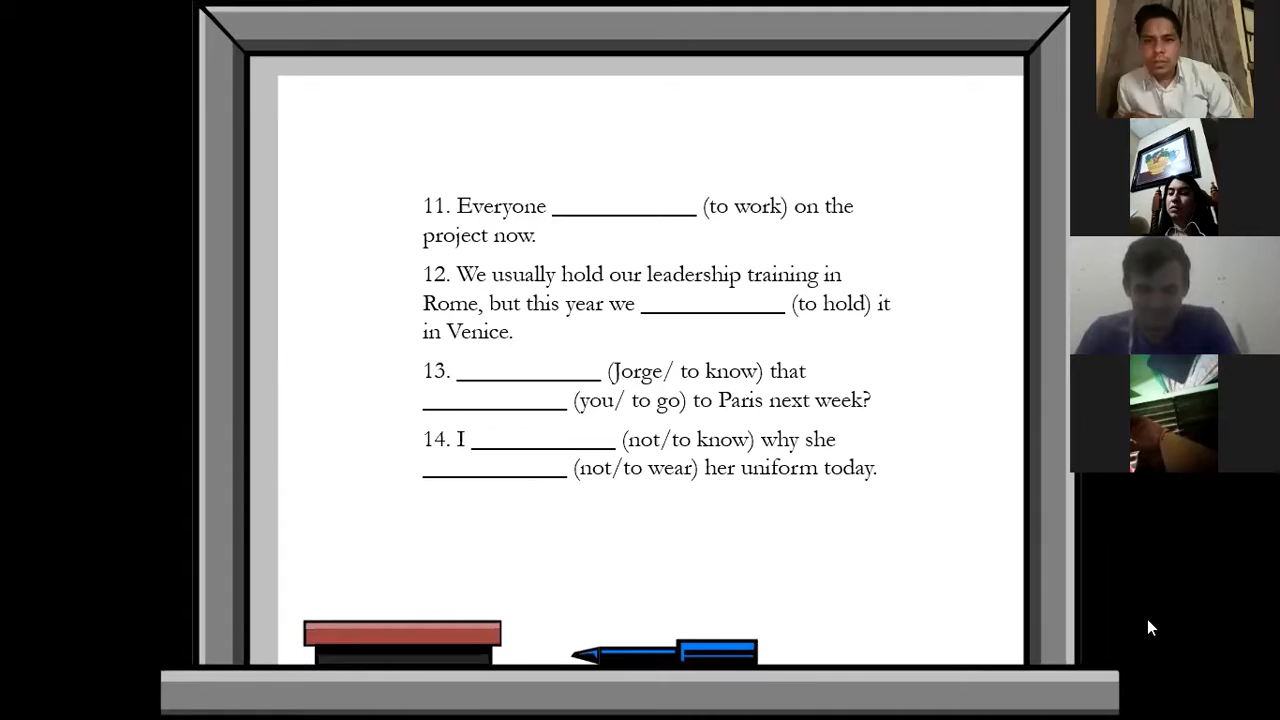 11. Everyone _____________ (to work) on the
project now.
12. We usually hold our leadership training in
Rome, but this year we _____________ (to hold) it
in Venice.
13. _____________ (Jorge/ to know) that
_____________ (you/ to go) to Paris next week?
14. I _____________ (not/to know) why she
_____________ (not/to wear) her uniform today.